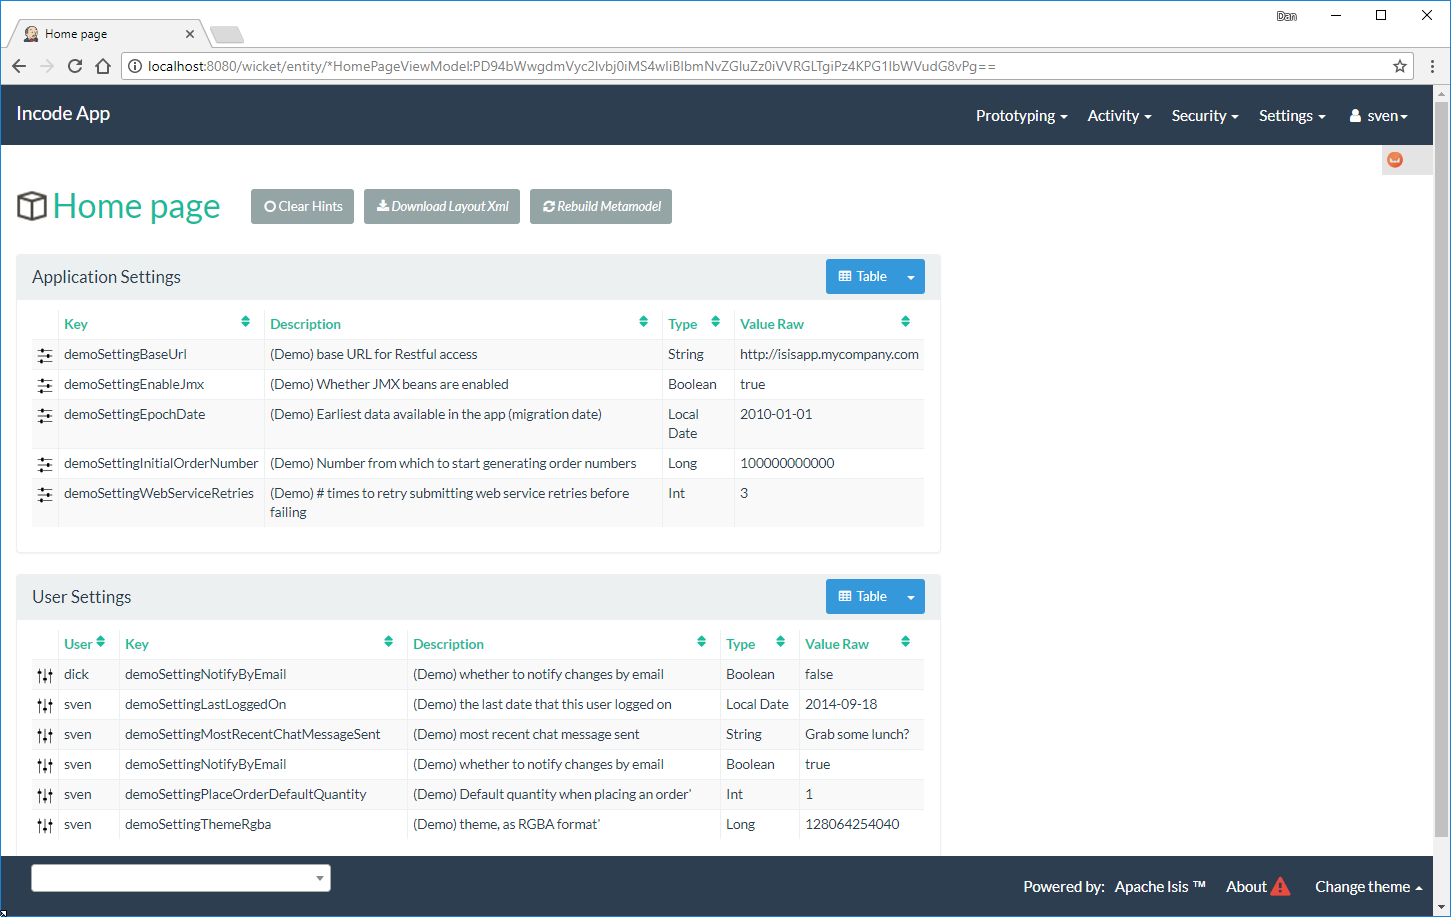 Dan
Home page
localhost:8080/wicket/entity/*HomePageViewModel:PD94bWwgdmVyc2lvbj0iMS4wIiBlbmNvZGluZz0iVVRGLTgiPz4KPG1lbWVudG8vPg==
Incode App
Prototyping Activity Security Settings sven
Home page Clear Hints Download Layout Xml Rebuild Metamodel
Application Settings Table
Key Description Type Value Raw
demoSettingBaseUrl (Demo) base URL for Restful access String http://isisapp.mycompany.com
demoSettingEnableJmx (Demo) Whether JMX beans are enabled Boolean true
demoSettingEpochDate (Demo) Earliest data available in the app (migration date) Local 2010-01-01
Date
demoSettingInitialOrderNumber (Demo) Number from which to start generating order numbers Long 100000000000
demoSettingWebServiceRetries (Demo) # times to retry submitting web service retries before Int 3
failing
User Settings Table
User Key Description Type Value Raw
dick demoSettingNotifyByEmail (Demo) whether to notify changes by email Boolean false
sven demoSettingLastLoggedOn (Demo) the last date that this user logged on Local Date 2014-09-18
sven demoSettingMostRecentChatMessageSent (Demo) most recent chat message sent String Grab some lunch?
sven demoSettingNotifyByEmail (Demo) whether to notify changes by email Boolean true
sven demoSettingPlaceOrderDefaultQuantity (Demo) Default quantity when placing an order' Int 1
sven demoSettingThemeRgba (Demo) theme, as RGBA format' Long 128064254040
Powered by: Apache Isis ™ About Change theme